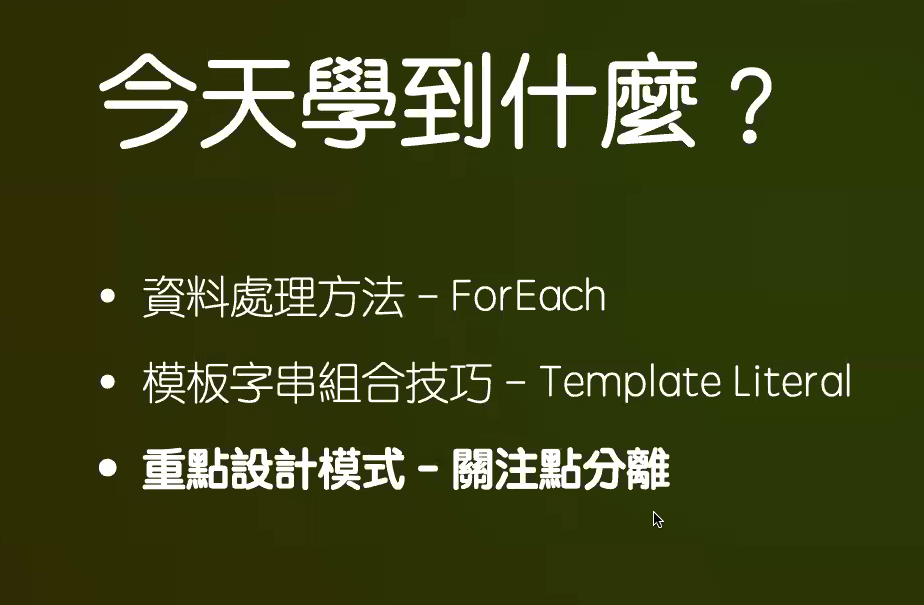 今天學到什麼？
• 資料處理方法 – ForEach
• 模板字串組合技巧 – Template Literal
• 重點設計模式 – 關注點分離